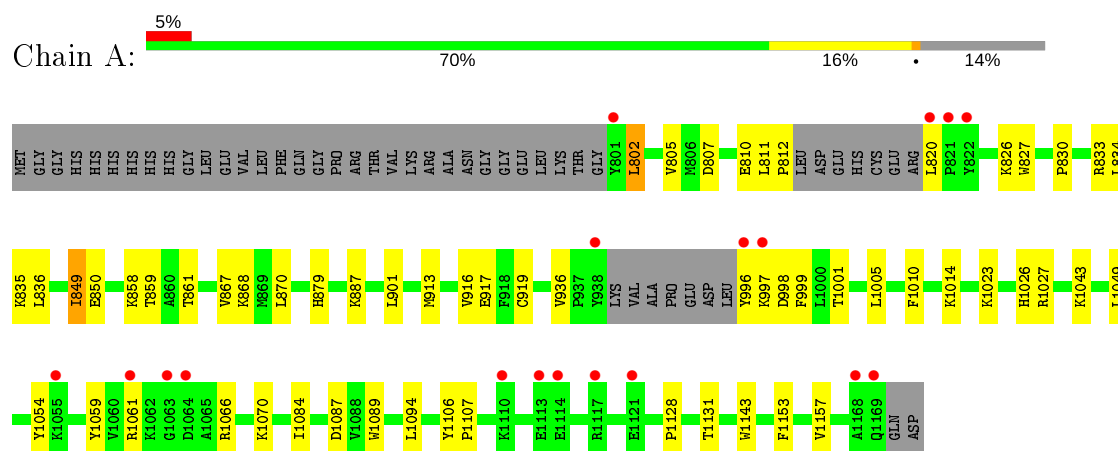 5%
Chain A:
70% 16% • 14%
MET GLY GLY HIS HIS HIS HIS HIS HIS GLY LEU GLU VAL LEU PHE GLN GLY PRO ARG THR VAL LYS ARG ALA ASN GLY GLY GLU LEU LYS THR GLY Y801 L802 V805 M806 D807 E810 L811 P812 LEU ASP GLU HIS CYS GLU ARG L820 P821 Y822 K826 W827 P830 R833 L834
K835 L836 I849 E850 K858 T859 A860 T861 V867 K868 M869 L870 H879 K887 L901 M913 V916 E917 F918 C919 V936 P937 Y938 LYS VAL ALA PRO GLU ASP LEU Y996 K997 D998 F999 L1000 T1001 L1005 F1010 K1014 K1023 H1026 R1027 K1043 L1049
Y1054 K1055 Y1059 V1060 R1061 K1062 G1063 D1064 A1065 R1066 K1070 I1084 D1087 V1088 W1089 L1094 Y1106 P1107 K1110 E1113 E1114 R1117 E1121 P1128 T1131 W1143 F1153 V1157 A1168 Q1169 GLN ASP